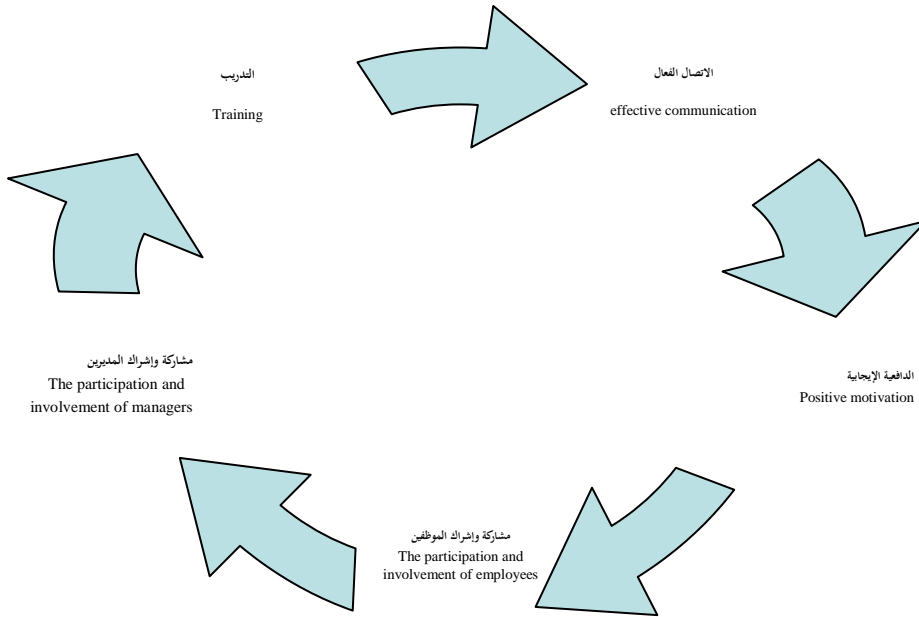 التدريب
Training
الاتصال الفعال
effective communication
الدافعية الإيجابية
Positive motivation
مشاركة وإشراك الموظفين
The participation and
involvement of employees
مشاركة وإشراك المديرين
The participation and
involvement of managers